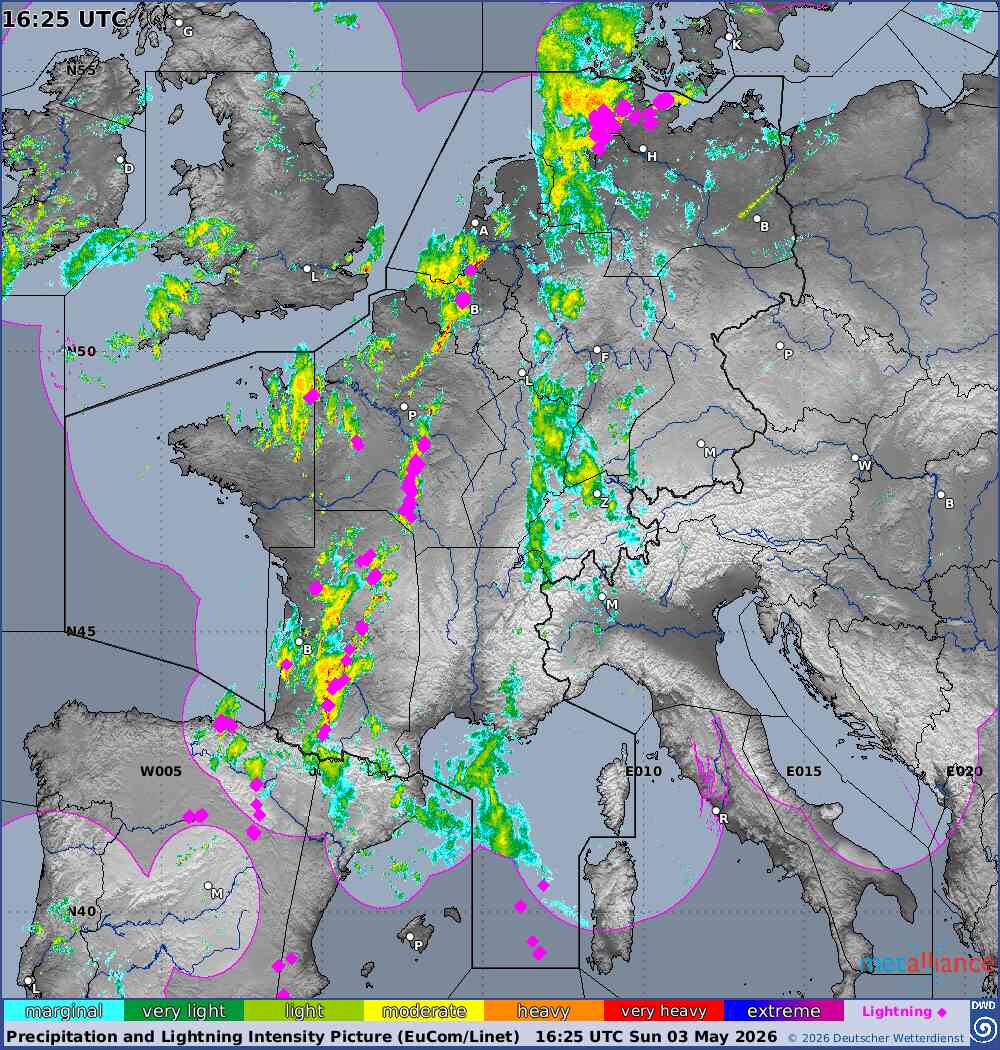 16:25 UTC
G
K
N55
D
H
A
B
L
B
N50
P
F
L
P
M
W
Z
B
M
N45
B
W005
E010
E015
E020
R
M
N40
P
L
metalliance
marginal very light light moderate heavy very heavy extreme Lightning
DWD
Precipitation and Lightning Intensity Picture (EuCom/Linet) 16:25 UTC Sun 03 May 2026 © 2026 Deutscher Wetterdienst